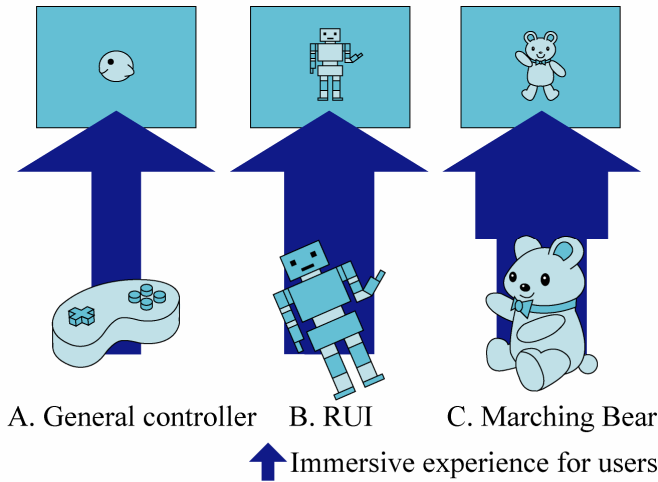 A. General controller
B. RUI
C. Marching Bear
Immersive experience for users